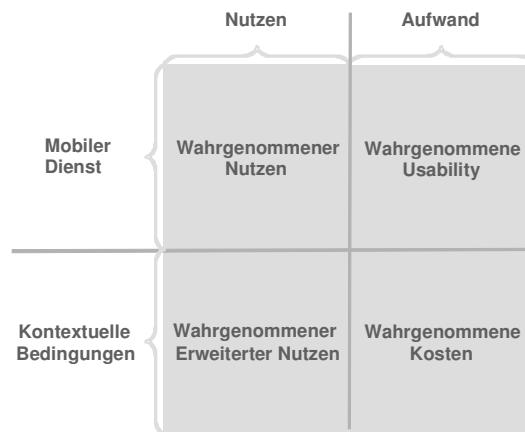 Nutzen
Aufwand
Mobiler
Dienst
Wahrgenommener
Nutzen
Wahrgenommene
Usability
Kontextuelle
Bedingungen
Wahrgenommener
Erweiterter Nutzen
Wahrgenommene
Kosten